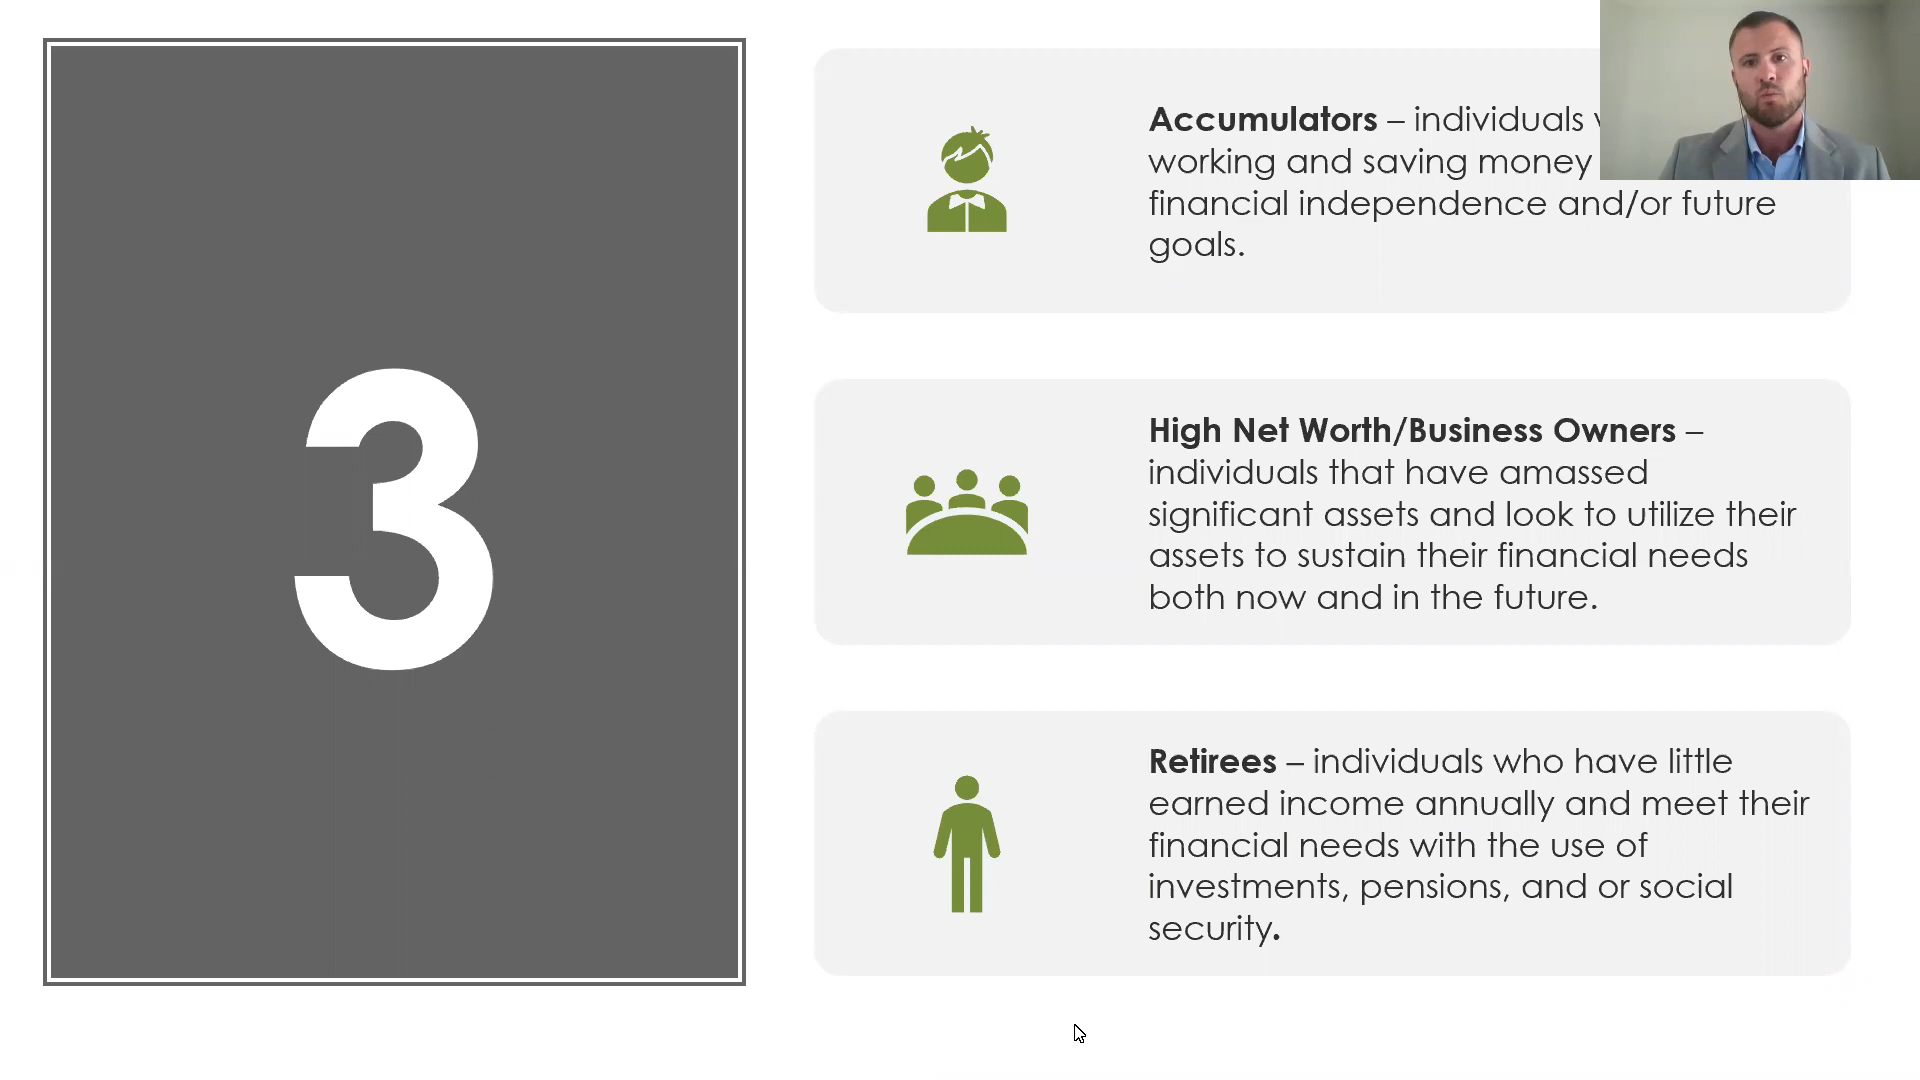 3
Accumulators – individuals
working and saving money
financial independence and/or future
goals.
High Net Worth/Business Owners –
individuals that have amassed
significant assets and look to utilize their
assets to sustain their financial needs
both now and in the future.
Retirees – individuals who have little
earned income annually and meet their
financial needs with the use of
investments, pensions, and or social
security.